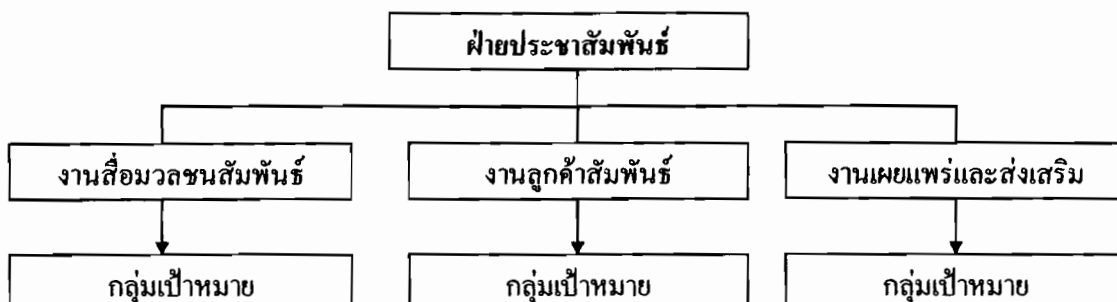 ฝ่ายประชาสัมพันธ์
งานสื่อมวลชนสัมพันธ์ งานลูกค้าสัมพันธ์ งานเผยแพร่และส่งเสริม
กลุ่มเป้าหมาย กลุ่มเป้าหมาย กลุ่มเป้าหมาย